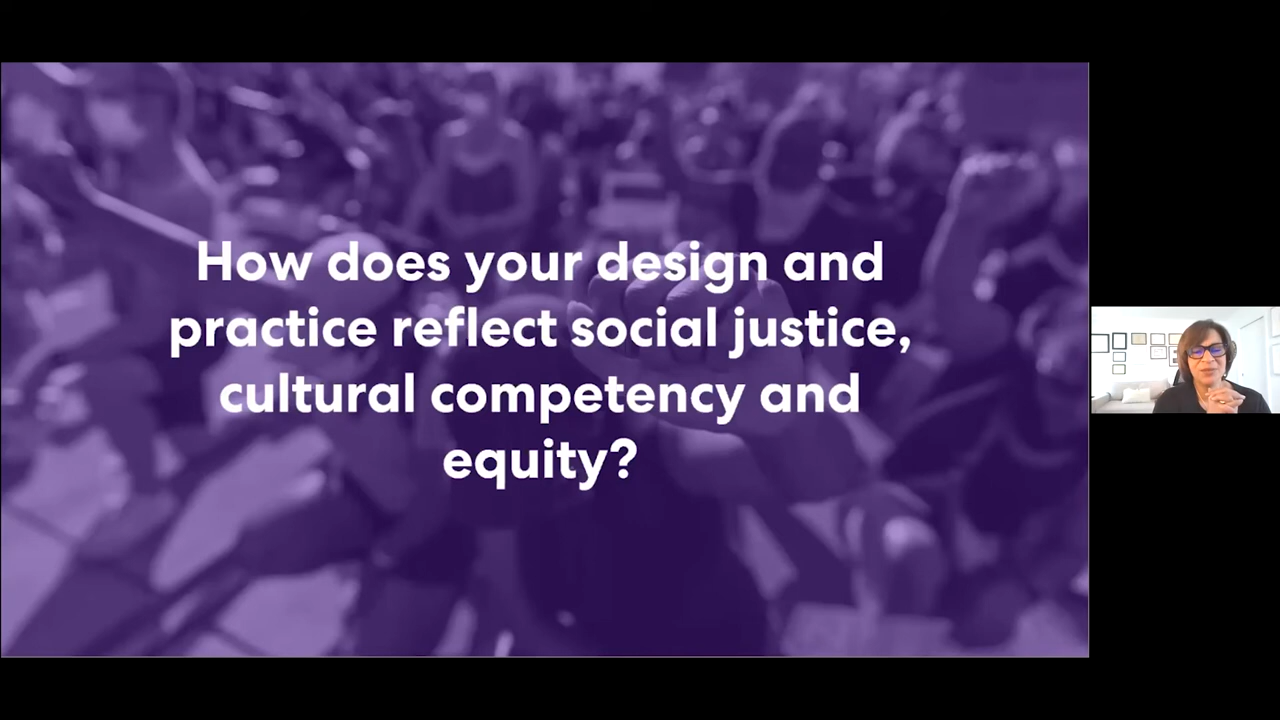 How does your design and
practice reflect social justice,
cultural competency and
equity?